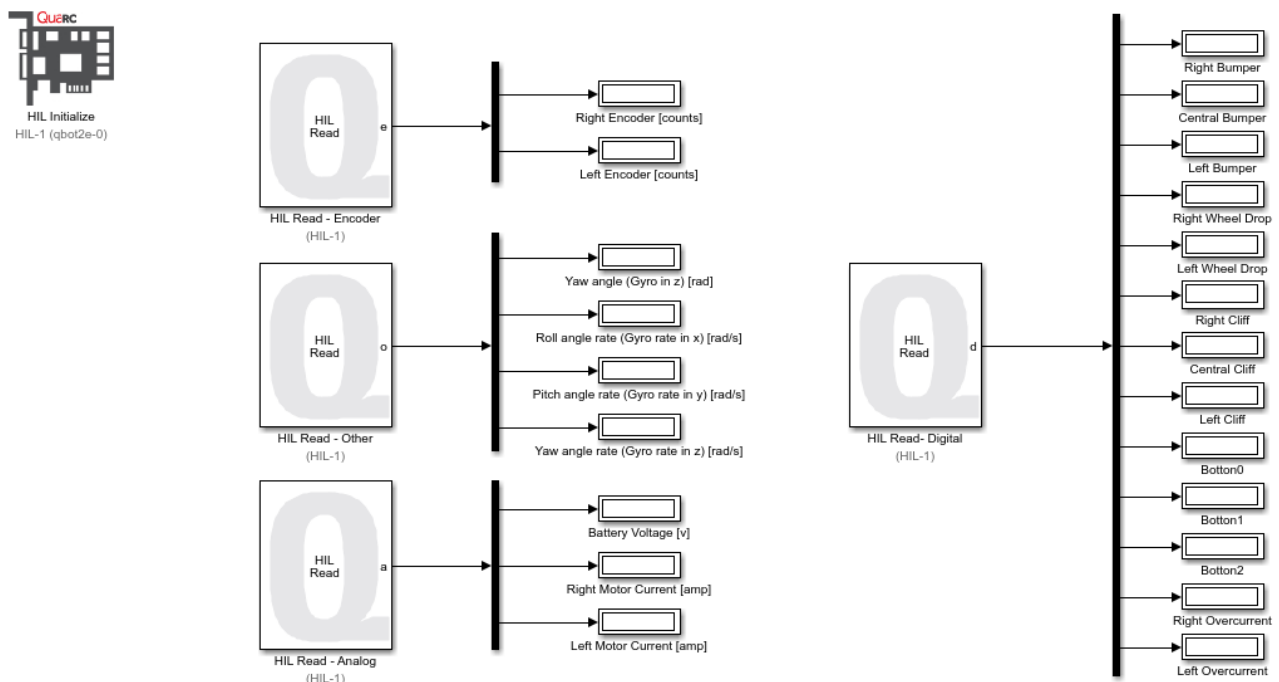 QUARC
HIL Initialize
HIL-1 (qbot2e-0)
HIL
Read
e
HIL Read - Encoder
(HIL-1)
Right Encoder [counts]
Left Encoder [counts]
HIL
Read
o
HIL Read - Other
(HIL-1)
Yaw angle (Gyro in z) [rad]
Roll angle rate (Gyro rate in x) [rad/s]
Pitch angle rate (Gyro rate in y) [rad/s]
Yaw angle rate (Gyro rate in z) [rad/s]
HIL
Read
a
HIL Read - Analog
(HIL-1)
Battery Voltage [v]
Right Motor Current [amp]
Left Motor Current [amp]
HIL
Read
d
HIL Read- Digital
(HIL-1)
Right Bumper
Central Bumper
Left Bumper
Right Wheel Drop
Left Wheel Drop
Right Cliff
Central Cliff
Left Cliff
Botton0
Botton1
Botton2
Right Overcurrent
Left Overcurrent